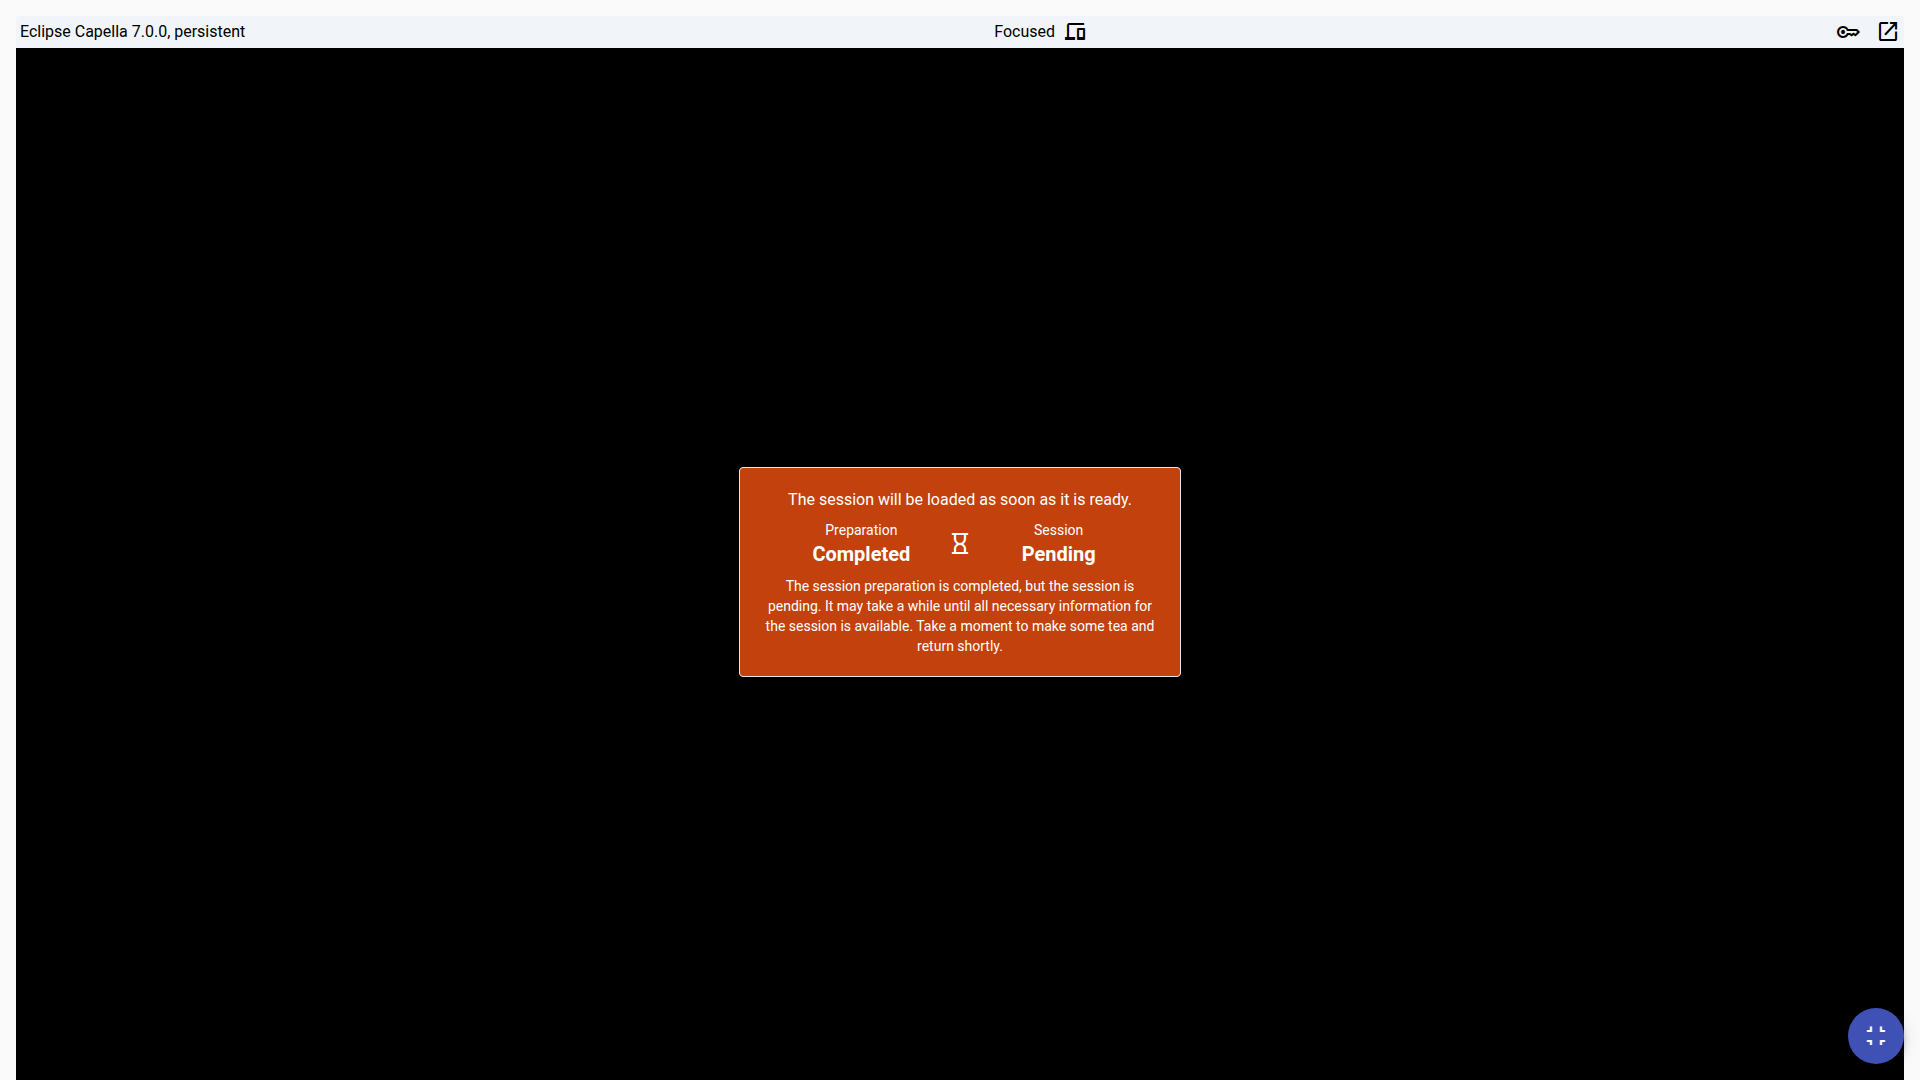 Eclipse Capella 7.0.0, persistent
Focused
The session will be loaded as soon as it is ready.
Preparation
Completed
Session
Pending
The session preparation is completed, but the session is
pending. It may take a while until all necessary information for
the session is available. Take a moment to make some tea and
return shortly.